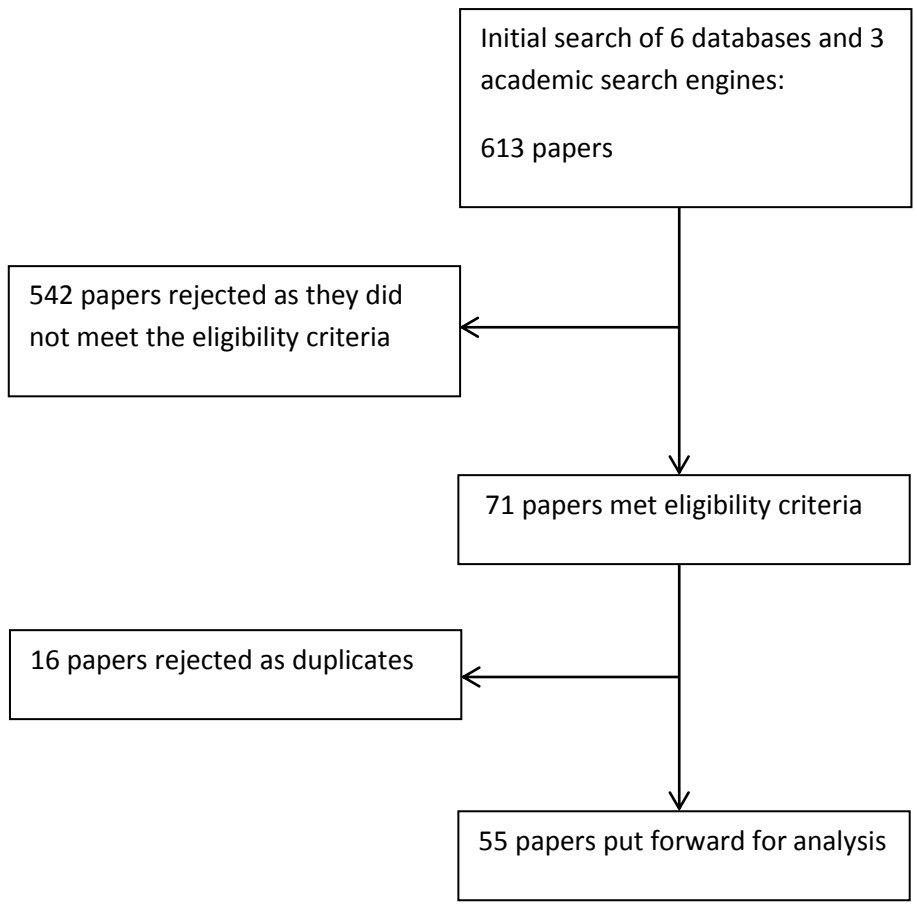 Initial search of 6 databases and 3
academic search engines:
613 papers
542 papers rejected as they did
not meet the eligibility criteria
71 papers met eligibility criteria
16 papers rejected as duplicates
55 papers put forward for analysis